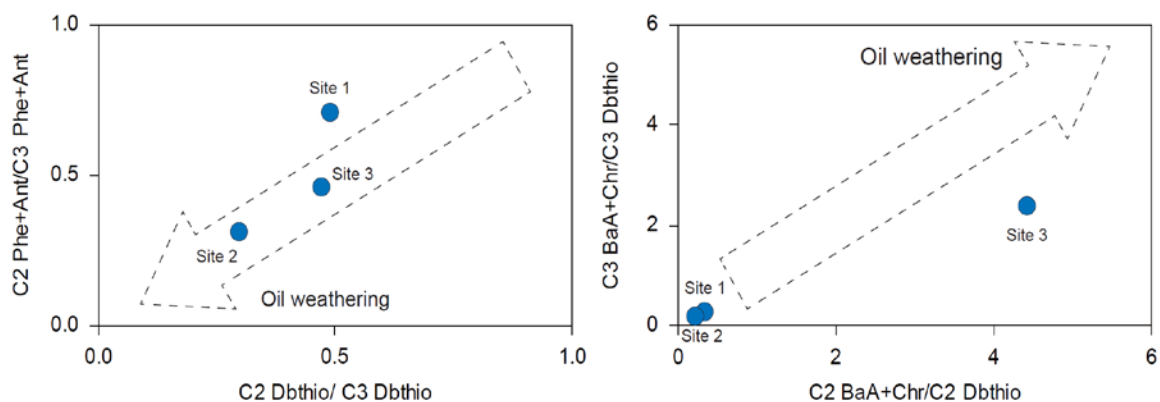 C2 Phe+Ant/C3 Phe+Ant
1.0
0.5
0.0
Site 1
Site 3
Site 2
Oil weathering
0.0
0.5
1.0
C2 Dbthio/ C3 Dbthio
C3 BaA+Chr/C3 Dbthio
6
4
2
0
Oil weathering
Site 3
Site 1
Site 2
0
2
4
6
C2 BaA+Chr/C2 Dbthio